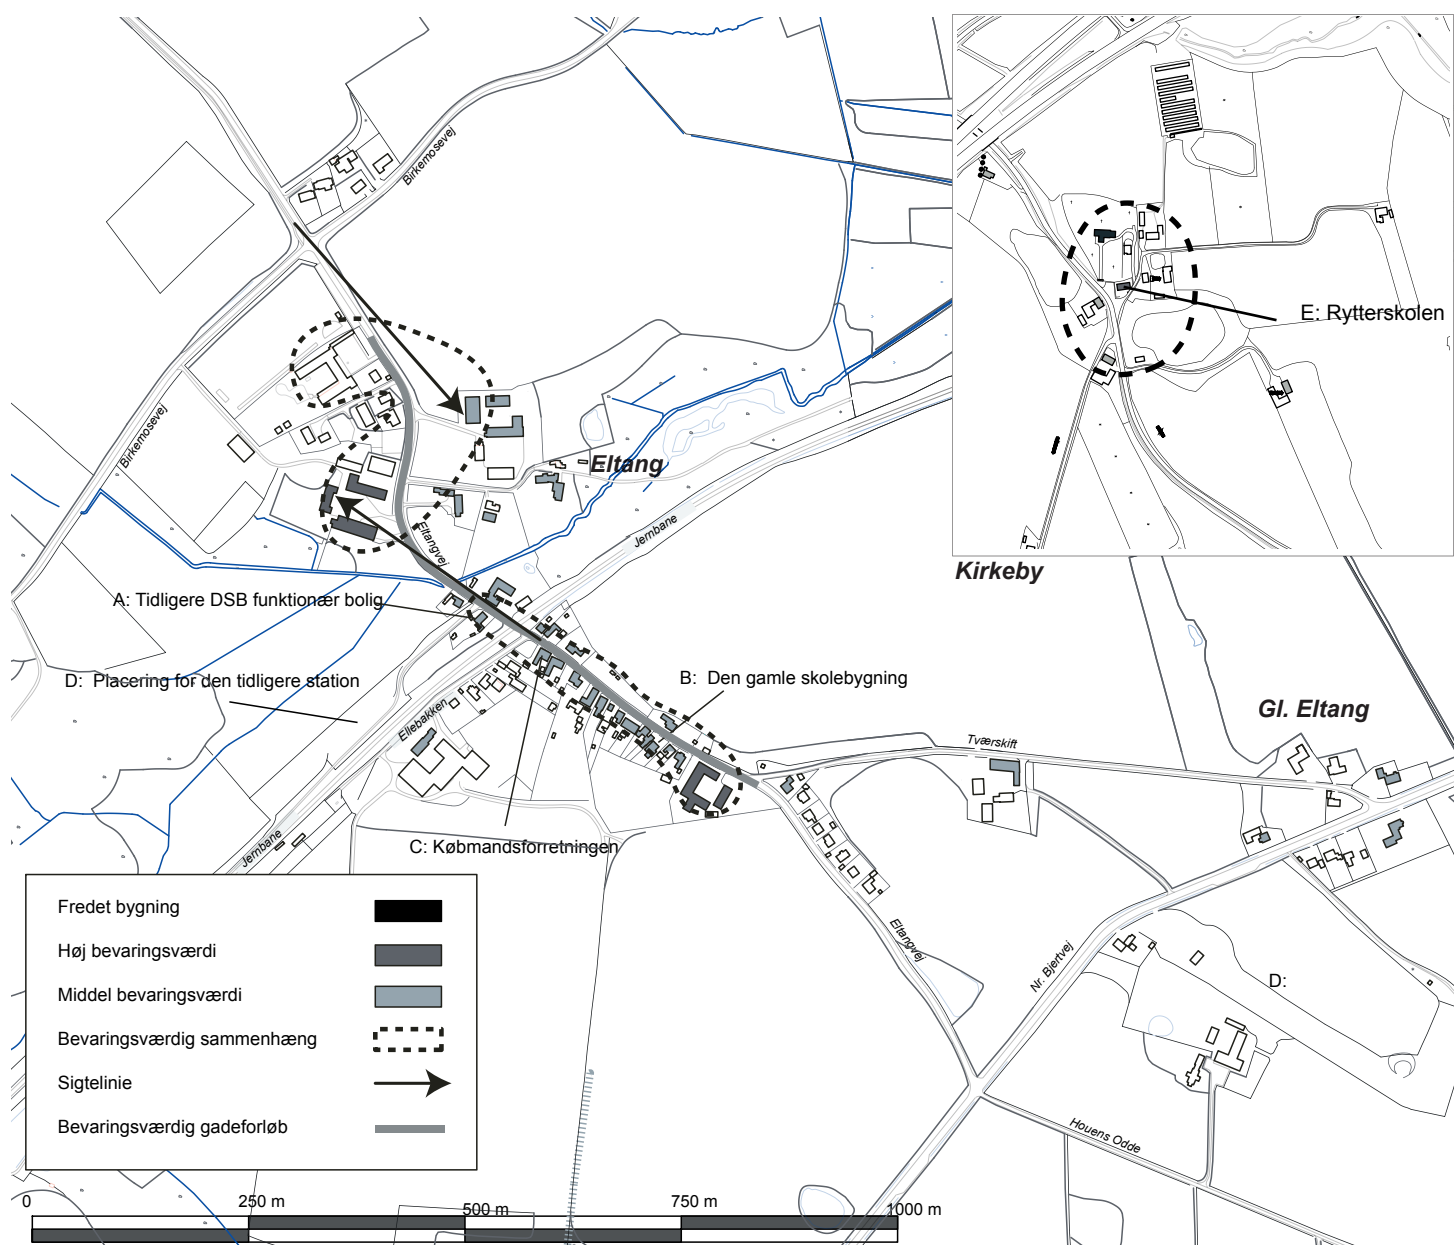 Birkemosevej
E: Rytterskolen
Birkemosevej
Eltang
Eltangvej
Jernbane
Kirkeby
A: Tidligere DSB funktionær bolig
D: Placering for den tidligere station
B: Den gamle skolebygning
Gl. Eltang
Ellebakken
Tværskift
Jernbane
C: Købmandsforretningen
Eltangvej
Nr. Bjertvej
D:
Houens Odde
Fredet bygning
Høj bevaringsværdi
Middel bevaringsværdi
Bevaringsværdig sammenhæng
Sigtelinie
Bevaringsværdig gadeforløb
0 250 m 500 m 750 m 1000 m